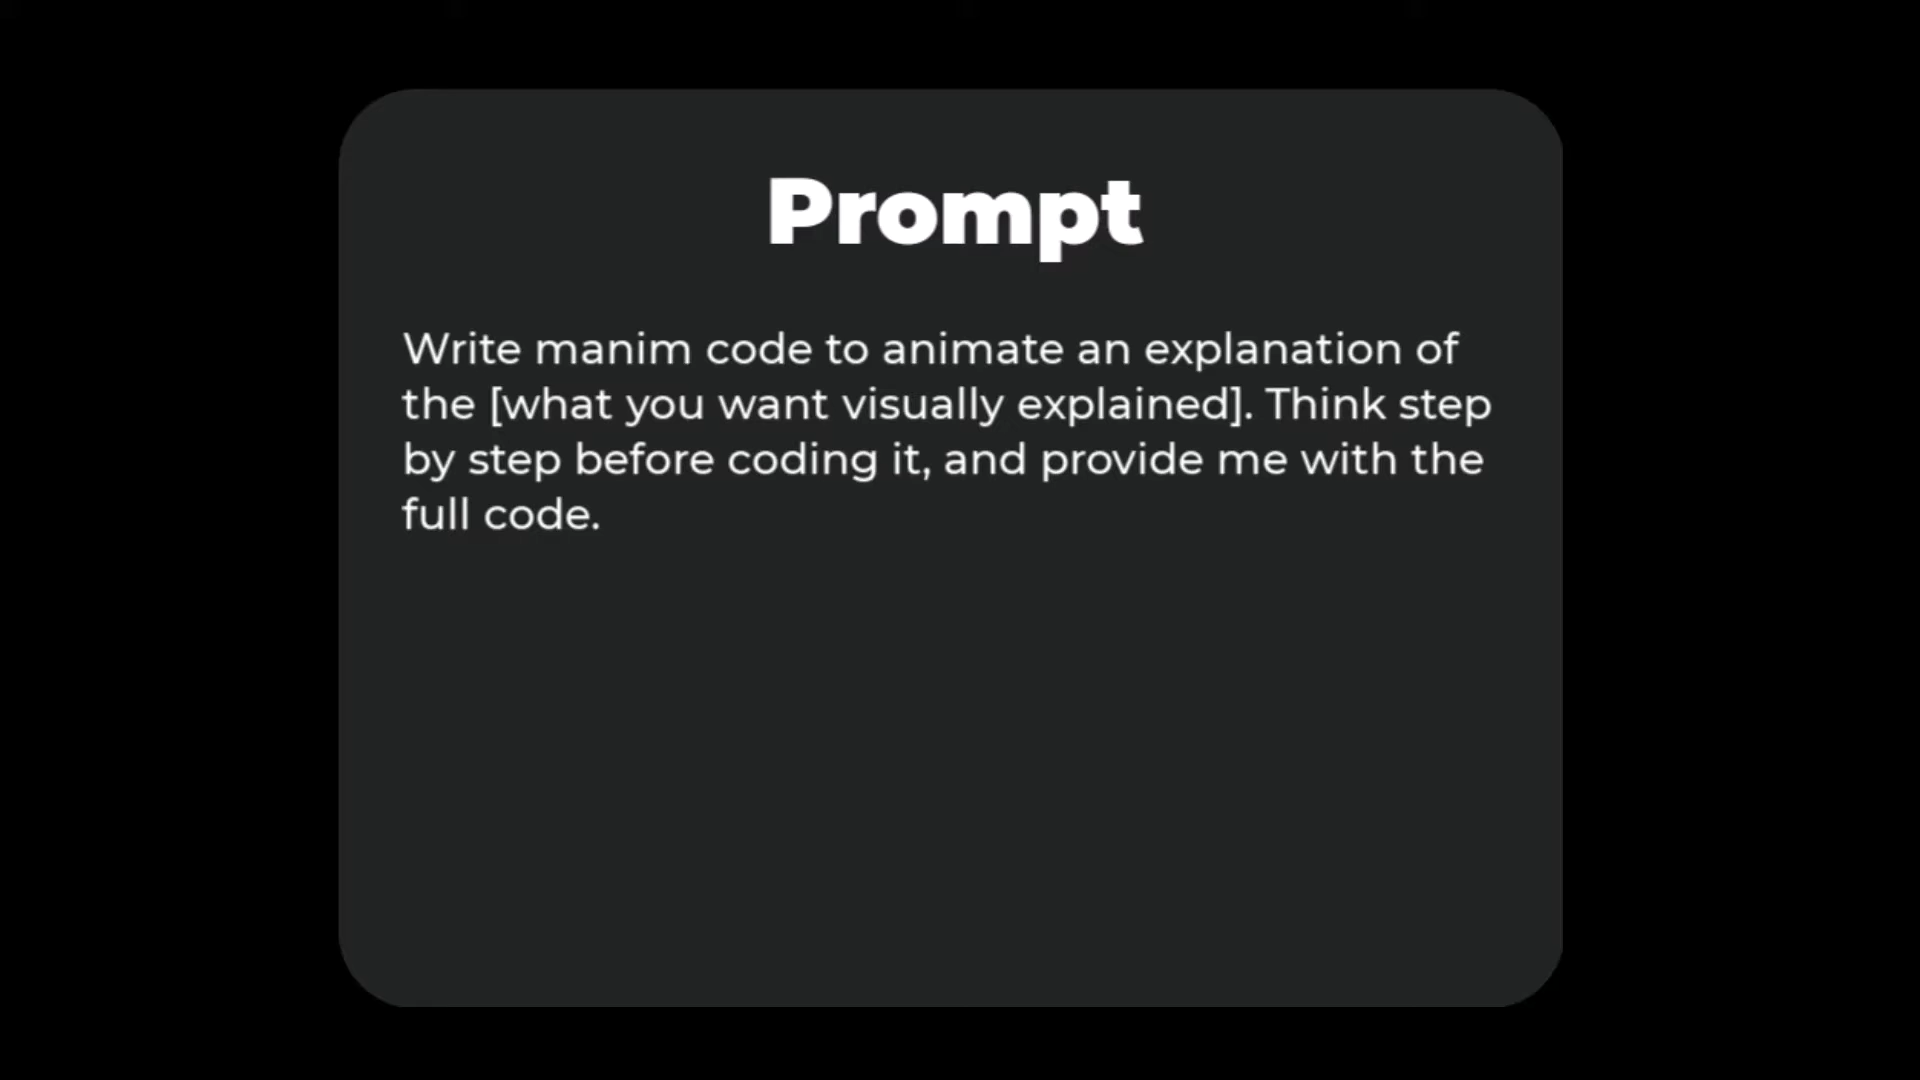 Prompt
Write manim code to animate an explanation of
the [what you want visually explained]. Think step
by step before coding it, and provide me with the
full code.